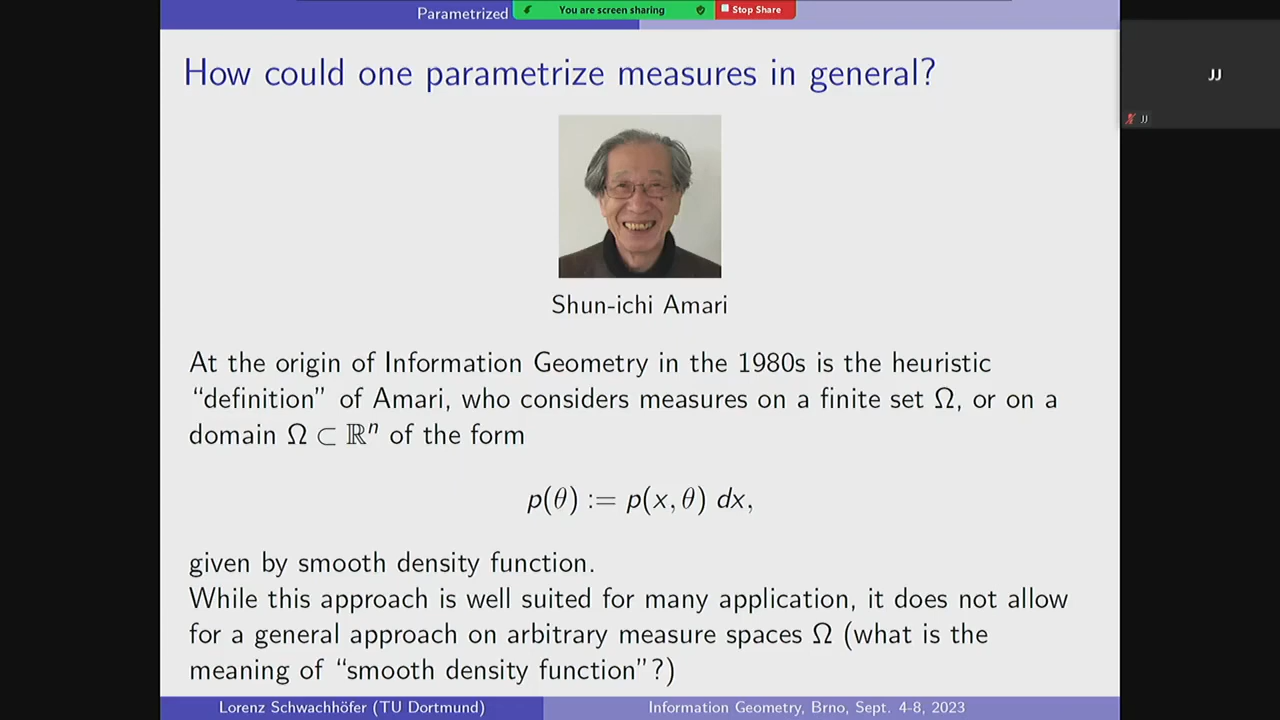 Parametrized
You are screen sharing
Stop Share
How could one parametrize measures in general?
JJ
JJ
Shun-ichi Amari
At the origin of Information Geometry in the 1980s is the heuristic
“definition” of Amari, who considers measures on a finite set Ω, or on a
domain Ω ⊂ ℝⁿ of the form
p(θ) := p(x, θ) dx,
given by smooth density function.
While this approach is well suited for many application, it does not allow
for a general approach on arbitrary measure spaces Ω (what is the
meaning of “smooth density function”?)
Lorenz Schwachhöfer (TU Dortmund)
Information Geometry, Brno, Sept. 4-8, 2023